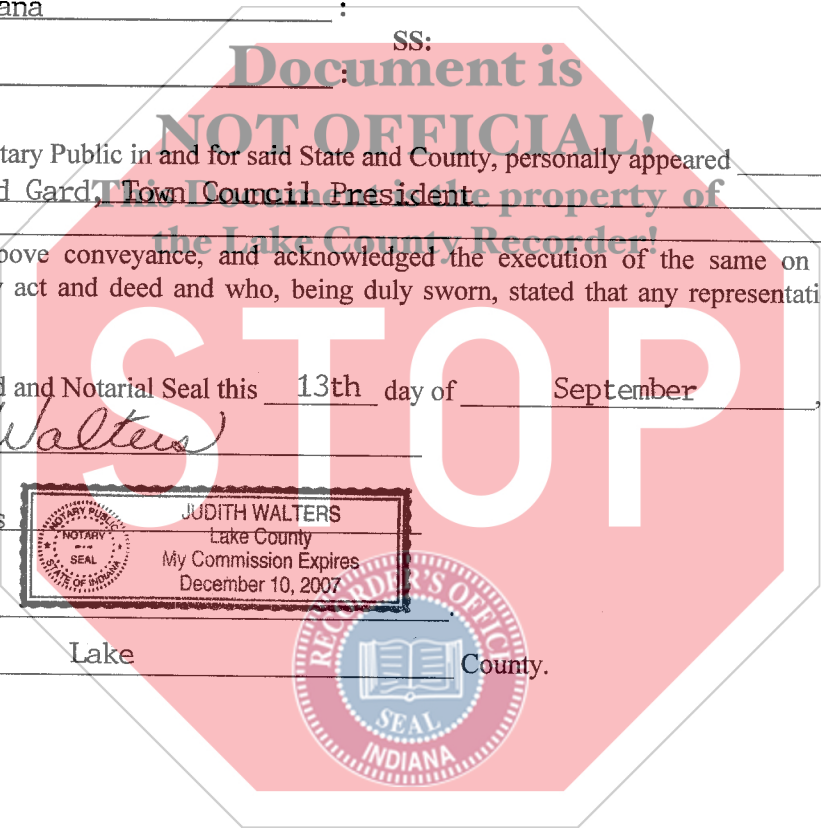 ana :
SS:
Document is
:
NOT OFFICIAL!
tary Public in and for said State and County, personally appeared
d Gard, Town Council President
This Document is the property of
the Lake County Recorder!
bove conveyance, and acknowledged the execution of the same on
y act and deed and who, being duly sworn, stated that any representati
STOP
d and Notarial Seal this 13th day of September,
Walters
s
JUDITH WALTERS
Lake County
My Commission Expires
December 10, 2007
NOTARY PUBLIC
NOTARY
SEAL
STATE OF INDIANA
.
Lake County.
RECORDER'S OFFICE
SEAL
INDIANA